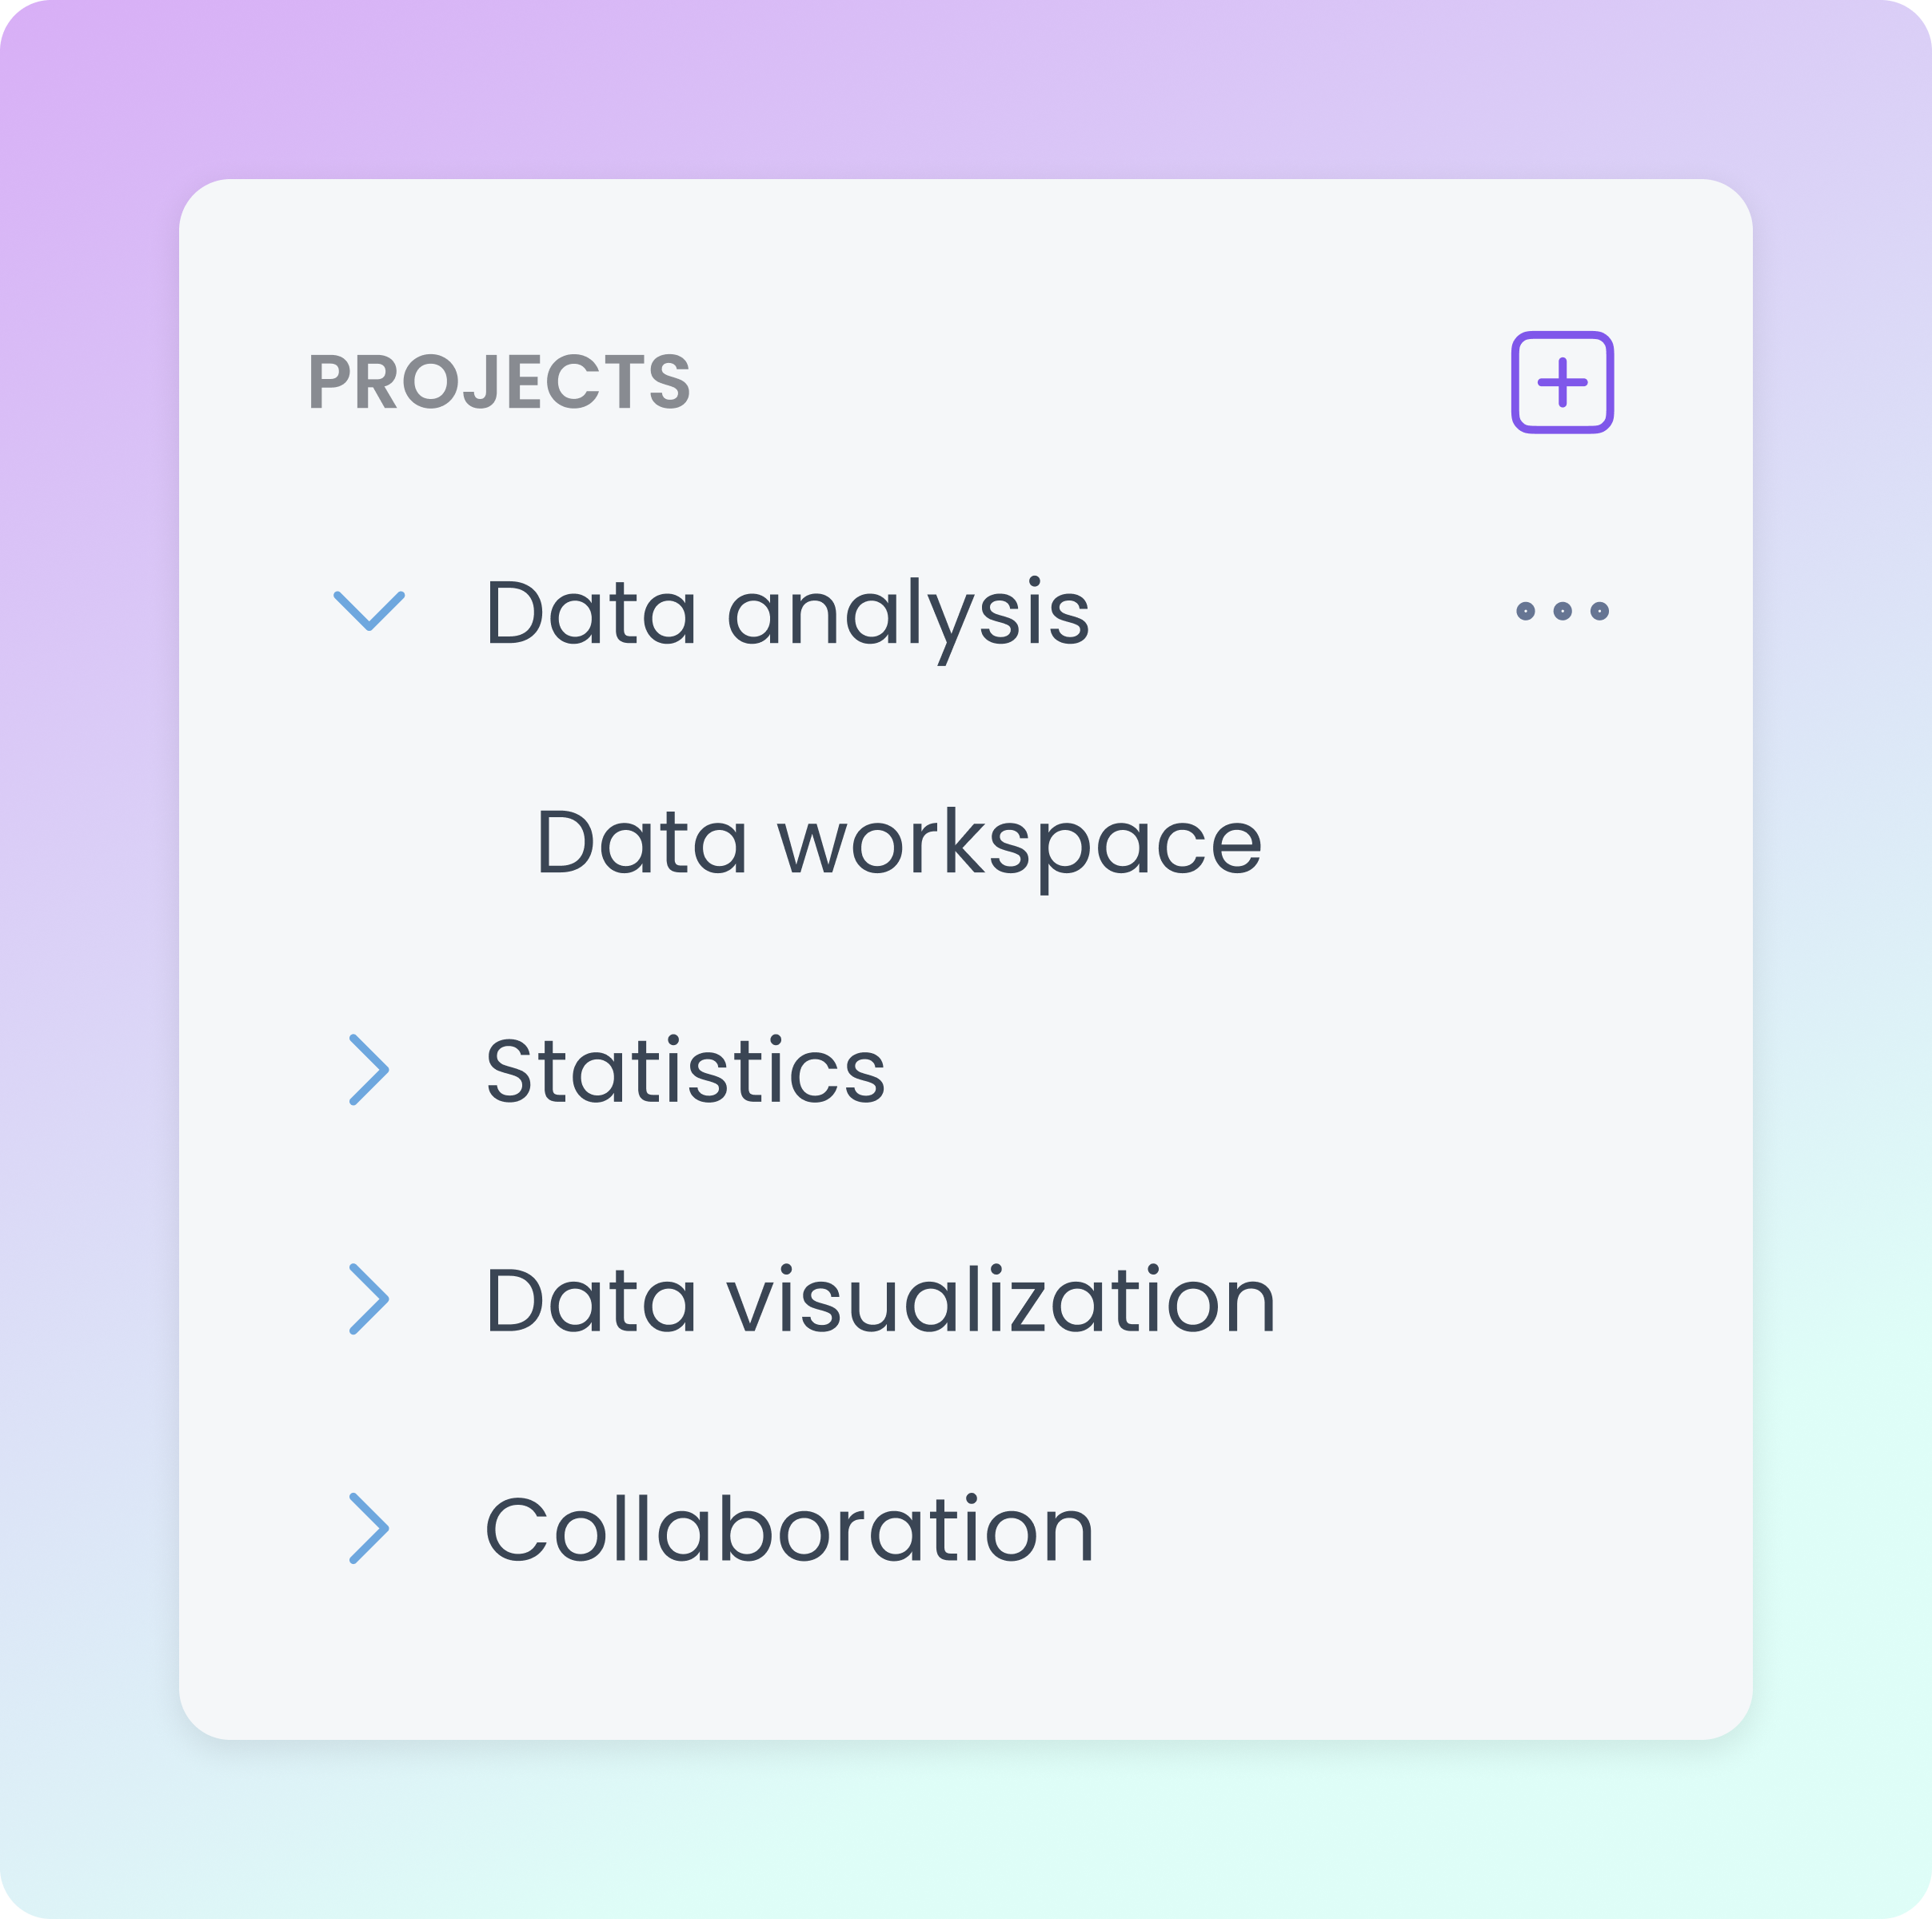 PROJECTS
Data analysis
Data workspace
Statistics
Data visualization
Collaboration